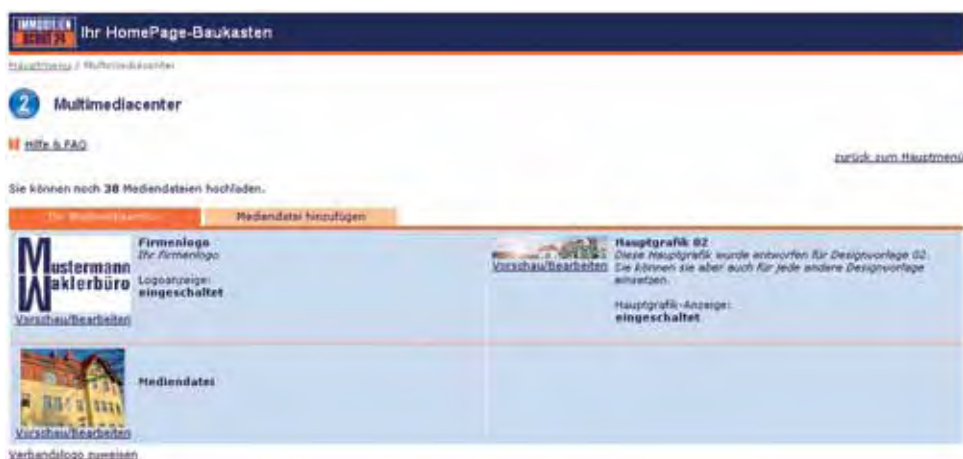 IMMOBILIEN
SCOUT 24
Ihr HomePage-Baukasten
Hauptmenü / Multimediacenter
2 Multimediacenter
Hilfe & FAQ
zurück zum Hauptmenü
Sie können noch 38 Mediendateien hochladen.
Ihr Multimediacenter
Mediendatei hinzufügen
Mustermann
Maklerbüro
Vorschau/Bearbeiten
Firmenlogo
Ihr Firmenlogo
Logoanzeige:
eingeschaltet
Vorschau/Bearbeiten
Hauptgrafik 02
Diese Hauptgrafik wurde entworfen für Designvorlage 02.
Sie können sie aber auch für jede andere Designvorlage
einsetzen.
Hauptgrafik-Anzeige:
eingeschaltet
Mediendatei
Vorschau/Bearbeiten
Verbandslogo zuweisen